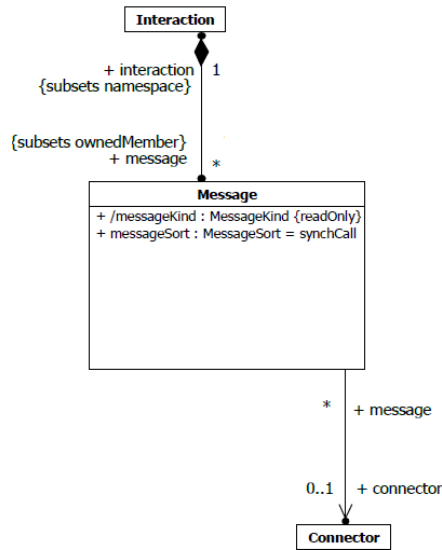 Interaction
+ interaction
1
{subsets namespace}
{subsets ownedMember}
+ message
*
Message
+ /messageKind : MessageKind {readOnly}
+ messageSort : MessageSort = synchCall
*
+ message
0..1
+ connector
Connector